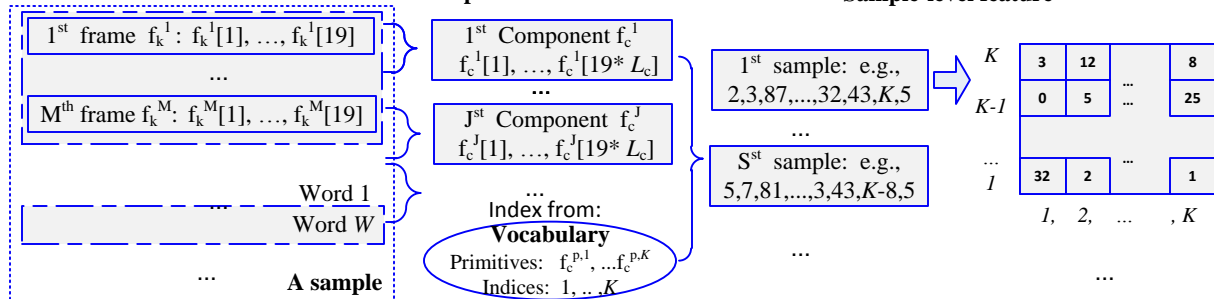 1st frame fk1: fk1[1], …, fk1[19]
...
Mth frame fkM: fkM[1], …, fkM[19]
... Word 1
Word W
...
A sample
1st Component fc1
fc1[1], …, fc1[19* Lc]
...
Jst Component fcJ
fcJ[1], …, fcJ[19* Lc]
...
Index from:
Vocabulary
Primitives: fcp,1, ...fcp,K
Indices: 1, .. ,K
1st sample: e.g.,
2,3,87,...,32,43,K,5
...
Sst sample: e.g.,
5,7,81,...,3,43,K-8,5
...
K 3 12 ... 8
K-1 0 5 ... 25
...
1 32 2 ... 1
1, 2, ... , K
...